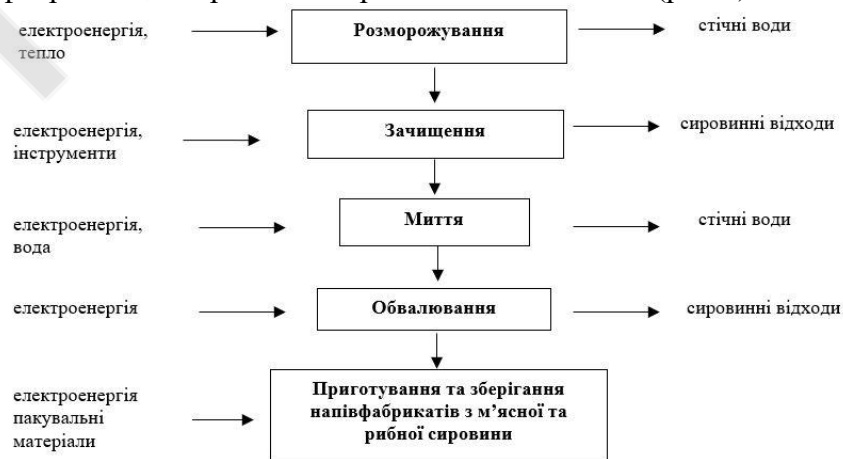 електроенергія,
тепло
Розморожування
стічні води
електроенергія,
інструменти
Зачищення
сировинні відходи
електроенергія,
вода
Миття
стічні води
електроенергія
Обвалювання
сировинні відходи
електроенергія
пакувальні
матеріали
Приготування та зберігання
напівфабрикатів з м’ясної та
рибної сировини